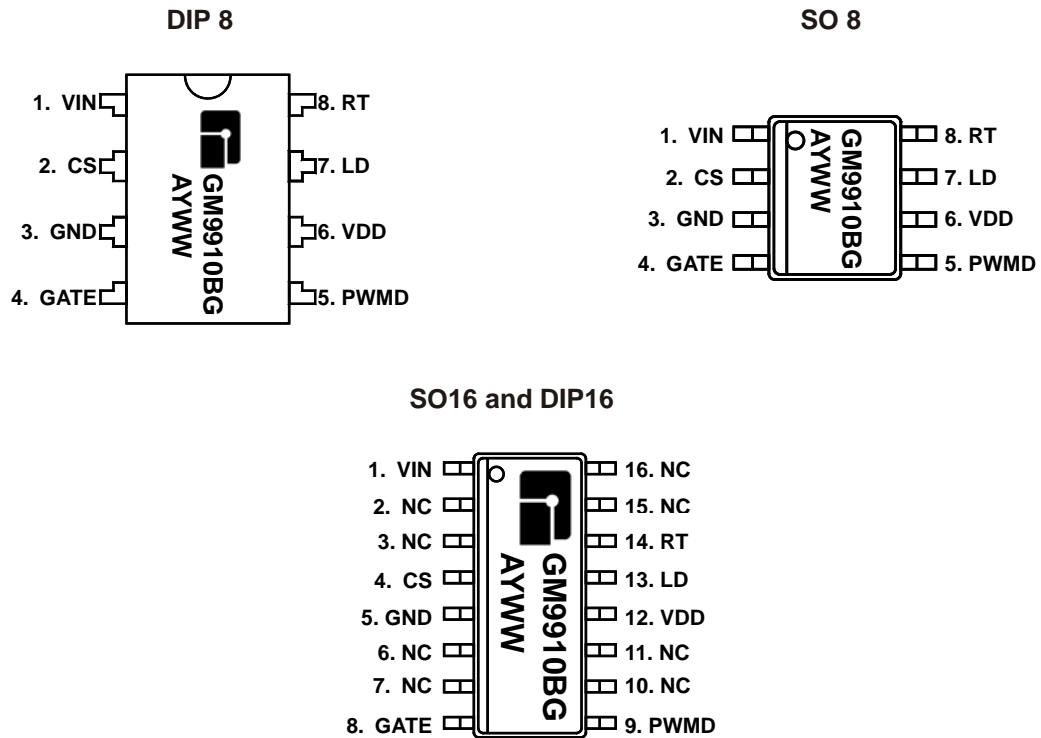 DIP 8
1. VIN
2. CS
3. GND
4. GATE
8. RT
7. LD
6. VDD
5. PWMD
GM9910BG
AYWW
SO 8
1. VIN
2. CS
3. GND
4. GATE
8. RT
7. LD
6. VDD
5. PWMD
GM9910BG
AYWW
SO16 and DIP16
1. VIN
2. NC
3. NC
4. CS
5. GND
6. NC
7. NC
8. GATE
16. NC
15. NC
14. RT
13. LD
12. VDD
11. NC
10. NC
9. PWMD
GM9910BG
AYWW